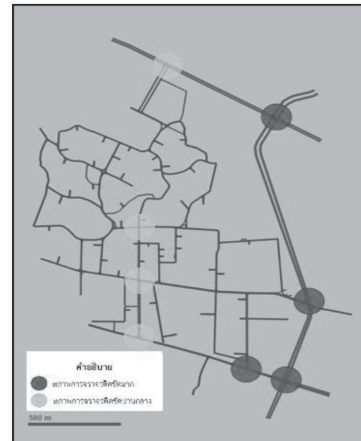 คำอธิบาย
สภาพการจราจรติดขัดมาก
สภาพการจราจรติดขัดปานกลาง
500 m